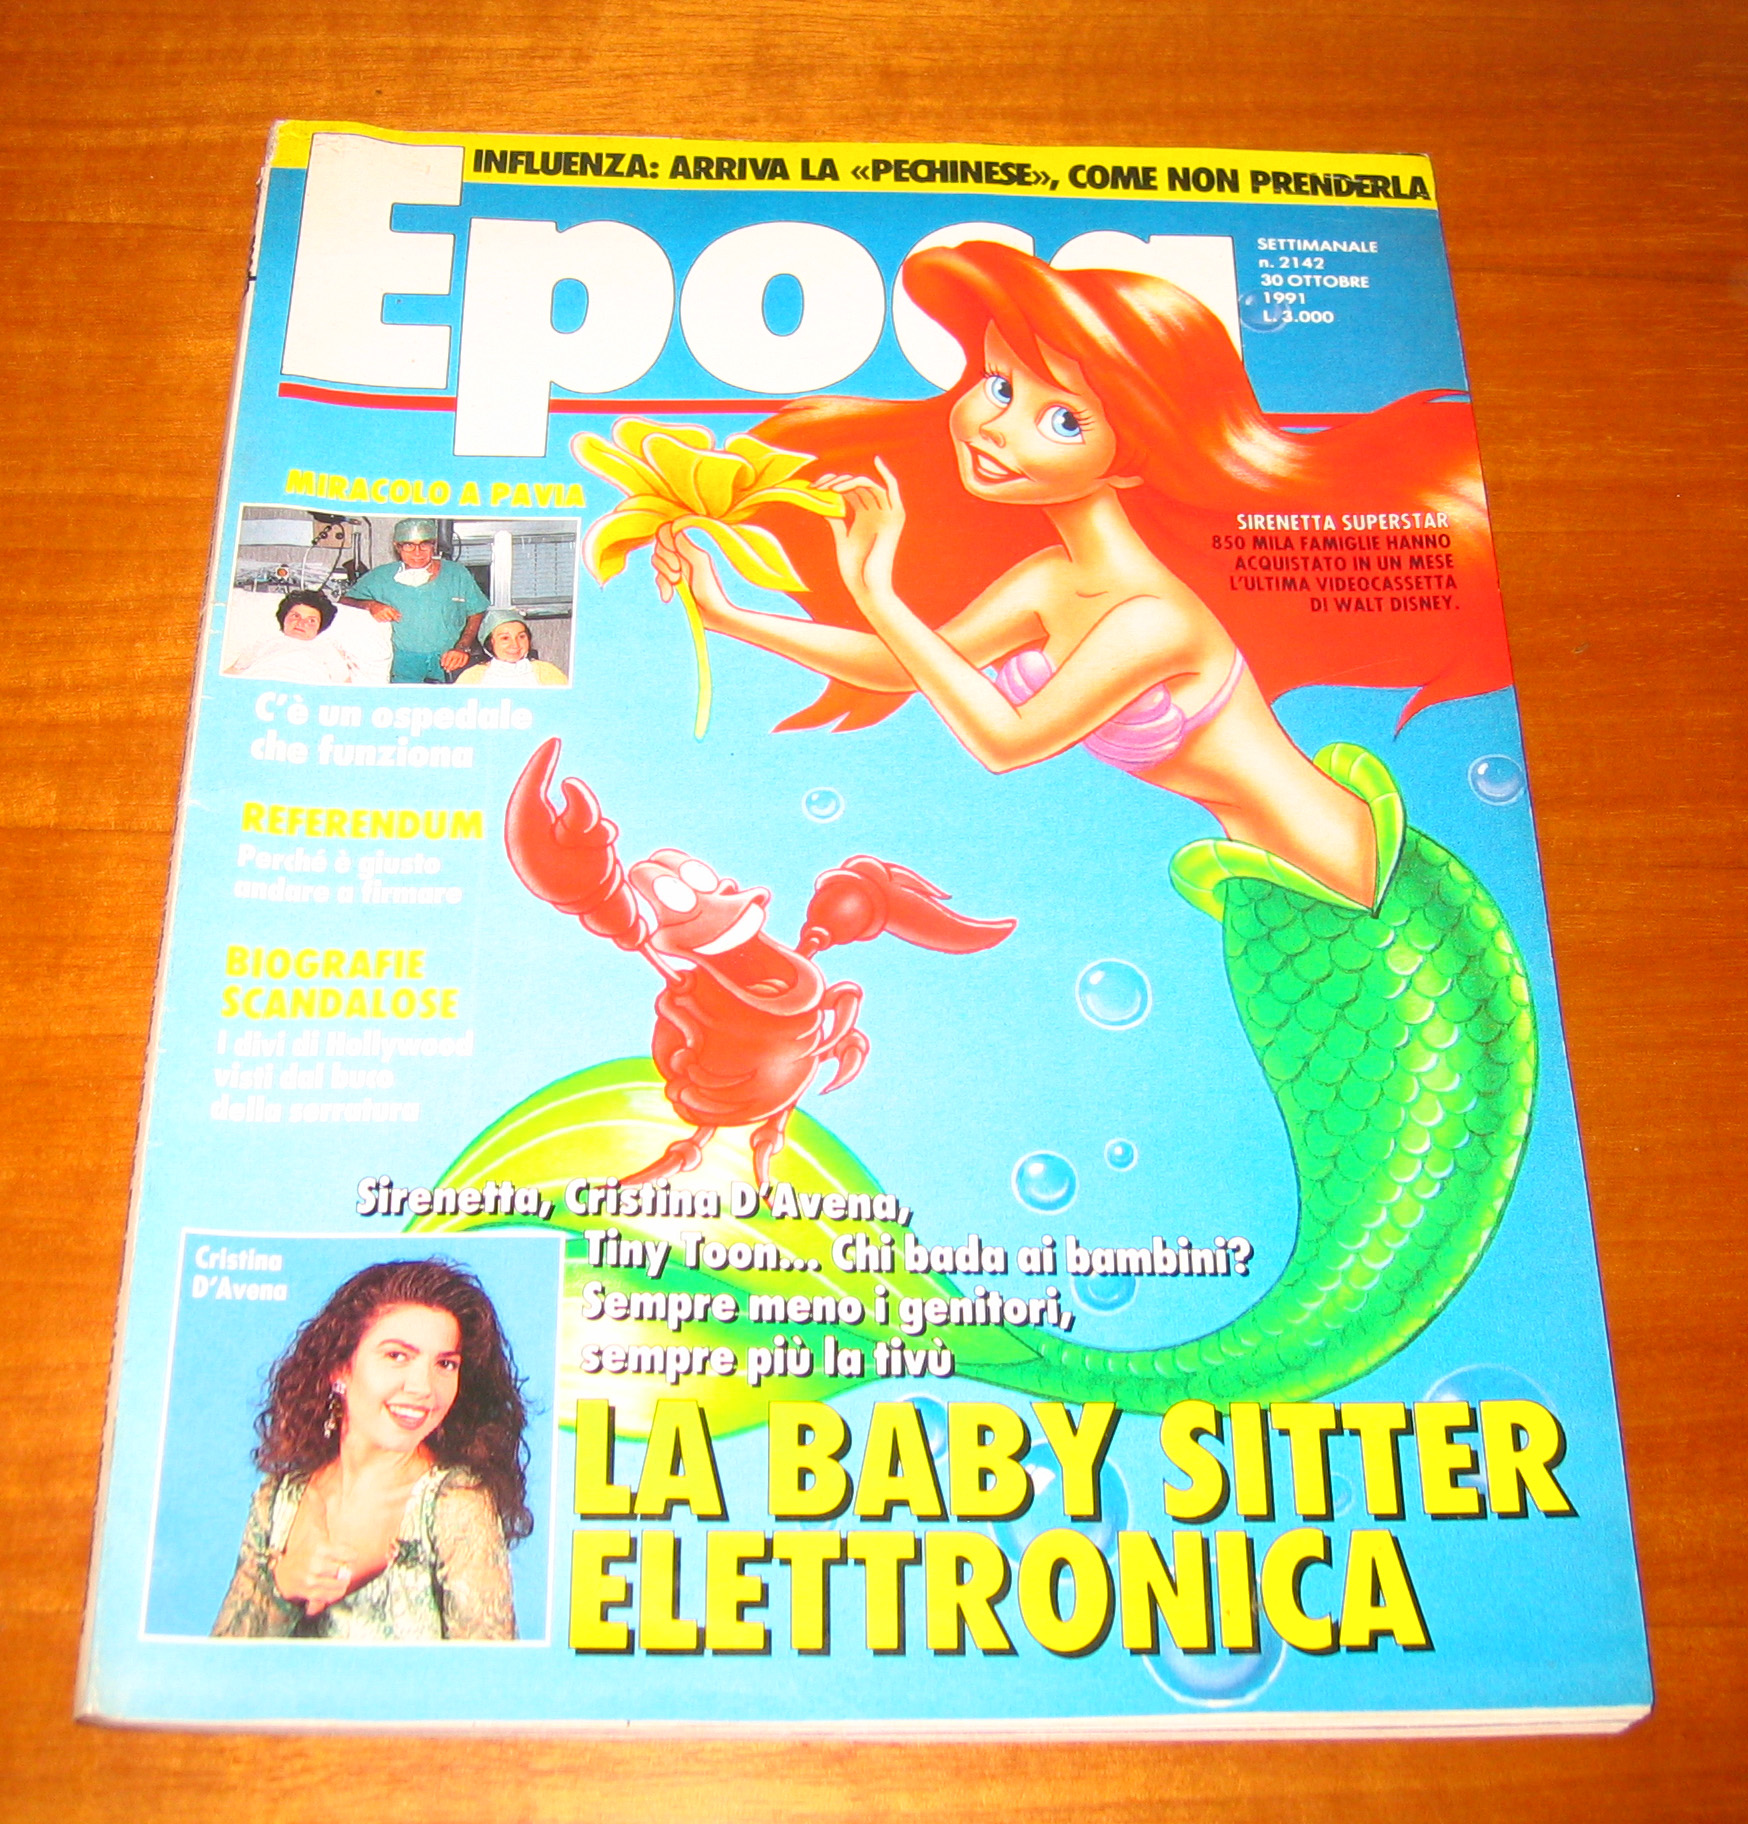 INFLUENZA: ARRIVA LA «PECHINESE», COME NON PRENDERLA
Epoca
SETTIMANALE
n. 2142
30 OTTOBRE
1991
L. 3.000
MIRACOLO A PAVIA
C'è un ospedale
che funziona
SIRENETTA SUPERSTAR
850 MILA FAMIGLIE HANNO
ACQUISTATO IN UN MESE
L'ULTIMA VIDEOCASSETTA
DI WALT DISNEY.
REFERENDUM
Perché è giusto
andare a firmare
BIOGRAFIE
SCANDALOSE
I divi di Hollywood
visti dal buco
della serratura
Sirenetta, Cristina D'Avena,
Tiny Toon... Chi bada ai bambini?
Sempre meno i genitori,
sempre più la tivù
Cristina
D'Avena
LA BABY SITTER
ELETTRONICA